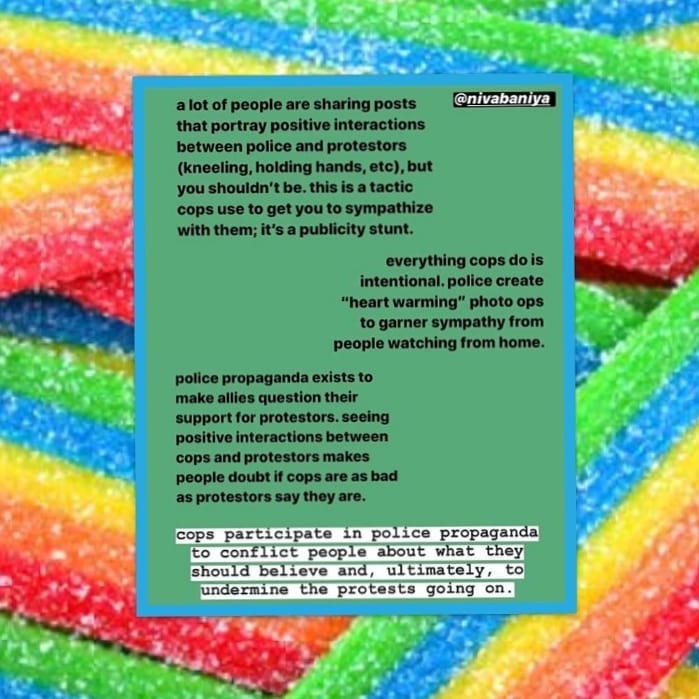 @nivabaniya
a lot of people are sharing posts
that portray positive interactions
between police and protestors
(kneeling, holding hands, etc), but
you shouldn't be. this is a tactic
cops use to get you to sympathize
with them; it's a publicity stunt.
everything cops do is
intentional. police create
“heart warming” photo ops
to garner sympathy from
people watching from home.
police propaganda exists to
make allies question their
support for protestors. seeing
positive interactions between
cops and protestors makes
people doubt if cops are as bad
as protestors say they are.
cops participate in police propaganda
to conflict people about what they
should believe and, ultimately, to
undermine the protests going on.